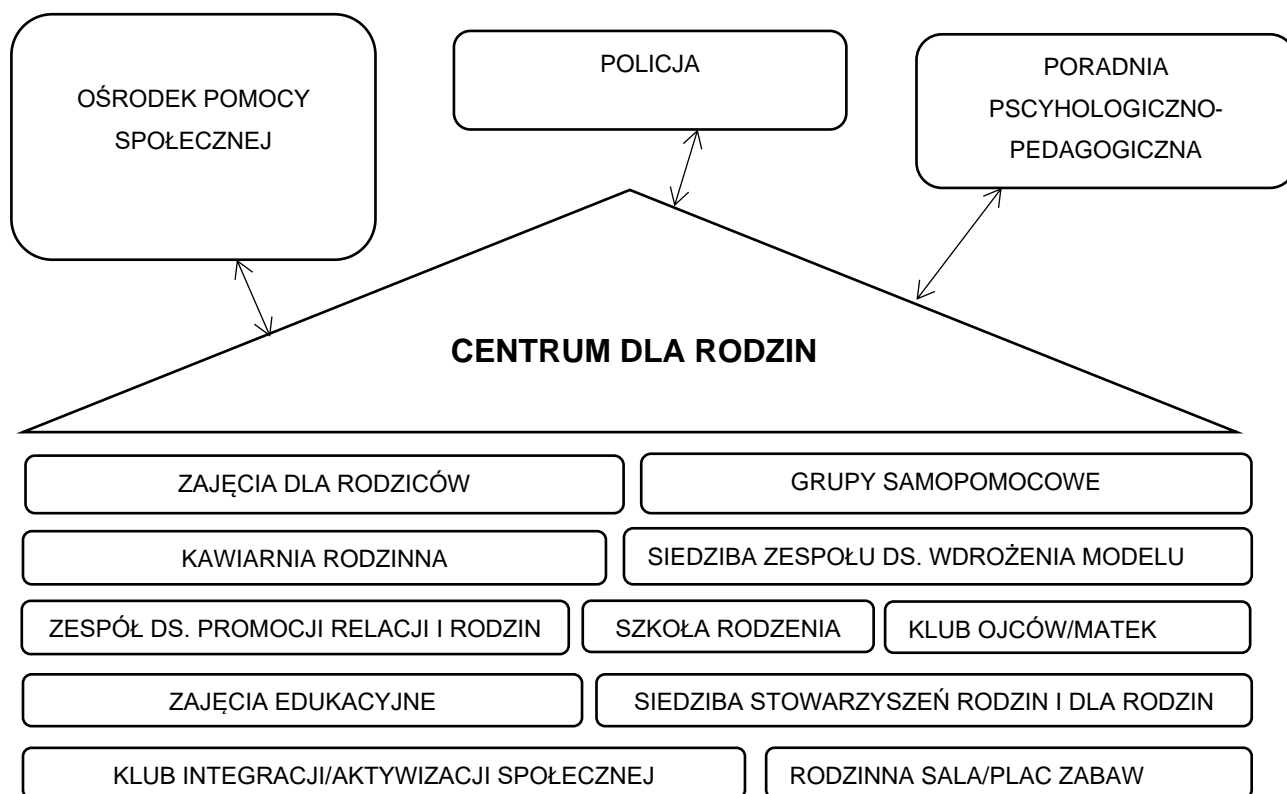 OŚRODEK POMOCY
SPOŁECZNEJ
POLICJA
PORADNIA
PSCYHOLOGICZNO-
PEDAGOGICZNA
CENTRUM DLA RODZIN
ZAJĘCIA DLA RODZICÓW
GRUPY SAMOPOMOCOWE
KAWIARNIA RODZINNA
SIEDZIBA ZESPOŁU DS. WDROŻENIA MODELU
ZESPÓŁ DS. PROMOCJI RELACJI I RODZIN
SZKOŁA RODZENIA
KLUB OJCÓW/MATEK
ZAJĘCIA EDUKACYJNE
SIEDZIBA STOWARZYSZEŃ RODZIN I DLA RODZIN
KLUB INTEGRACJI/AKTYWIZACJI SPOŁECZNEJ
RODZINNA SALA/PLAC ZABAW